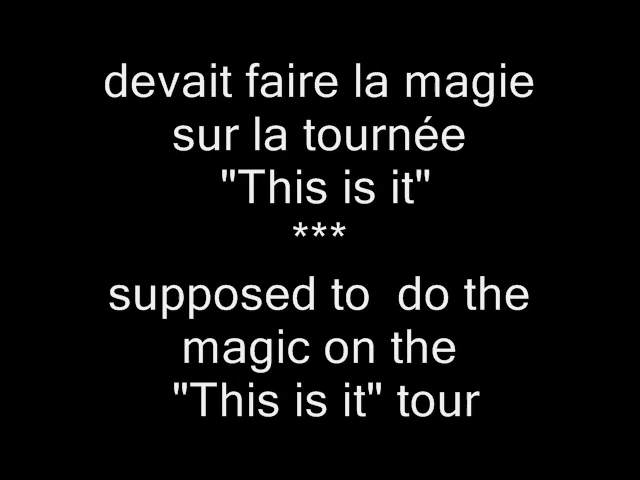 devait faire la magie
sur la tournée
"This is it"
***
supposed to  do the
magic on the
"This is it" tour